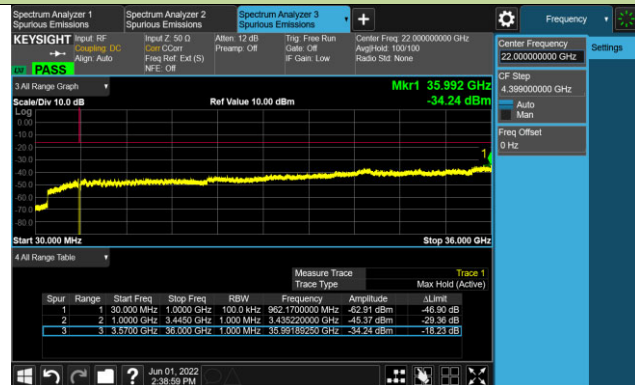 Spectrum Analyzer 1
Spurious Emissions
Spectrum Analyzer 2
Spurious Emissions
Spectrum Analyzer 3
Spurious Emissions
Frequency
KEYSIGHT
Input: RF
Coupling: DC
Align: Auto
Input Z: 50 Ω
Corr CCorr
Freq Ref: Ext (S)
NFE: Off
Atten: 12 dB
Preamp: Off
Trig: Free Run
Gate: Off
IF Gain: Low
Center Freq: 22.000000000 GHz
Avg|Hold: 100/100
Radio Std: None
PASS
Center Frequency
22.000000000 GHz
Settings
CF Step
4.399000000 GHz
Auto
Man
Freq Offset
0 Hz
3 All Range Graph
Mkr1 35.992 GHz
Scale/Div 10.0 dB
Ref Value 10.00 dBm
-34.24 dBm
Log
0.00
-10.0
-20.0
-30.0
-40.0
-50.0
-60.0
-70.0
-80.0
1
Start 30.000 MHz
Stop 36.000 GHz
4 All Range Table
Measure Trace Trace 1
Trace Type Max Hold (Active)
Spur Range Start Freq Stop Freq RBW Frequency Amplitude ΔLimit
1 1 30.000 MHz 1.0000 GHz 100.0 kHz 962.1700000 MHz -62.91 dBm -46.90 dB
2 2 1.0000 GHz 3.4450 GHz 1.000 MHz 3.435220000 GHz -45.37 dBm -29.36 dB
3 3 3.5700 GHz 36.000 GHz 1.000 MHz 35.99189250 GHz -34.24 dBm -18.23 dB
Jun 01, 2022
2:38:59 PM